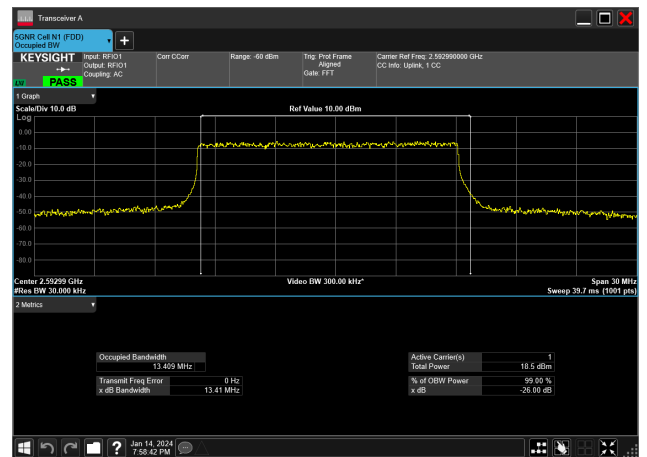 Transceiver A
5GNR Cell N1 (FDD)
Occupied BW
KEYSIGHT
PASS
Input: RFIO1
Output: RFIO1
Coupling: AC
Corr CCorr
Range: -60 dBm
Trig: Prot Frame
Aligned
Gate: FFT
Carrier Ref Freq: 2.592990000 GHz
CC Info: Uplink, 1 CC
1 Graph
Scale/Div 10.0 dB
Ref Value 10.00 dBm
Log
0.00
-10.0
-20.0
-30.0
-40.0
-50.0
-60.0
-70.0
-80.0
Center 2.59299 GHz
#Res BW 30.000 kHz
Video BW 300.00 kHz*
Span 30 MHz
Sweep 39.7 ms (1001 pts)
2 Metrics
Occupied Bandwidth
13.409 MHz
Transmit Freq Error 0 Hz
x dB Bandwidth 13.41 MHz
Active Carrier(s) 1
Total Power 18.5 dBm
% of OBW Power 99.00 %
x dB -26.00 dB
Jan 14, 2024
7:58:42 PM